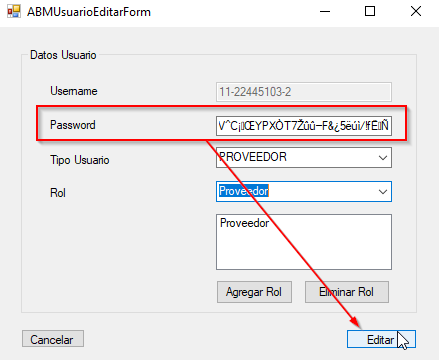 ABMUsuarioEditarForm
Datos Usuario
Username
11-22445103-2
Password
Tipo Usuario
PROVEEDOR
Rol
Proveedor
Proveedor
Agregar Rol
Eliminar Rol
Cancelar
Editar